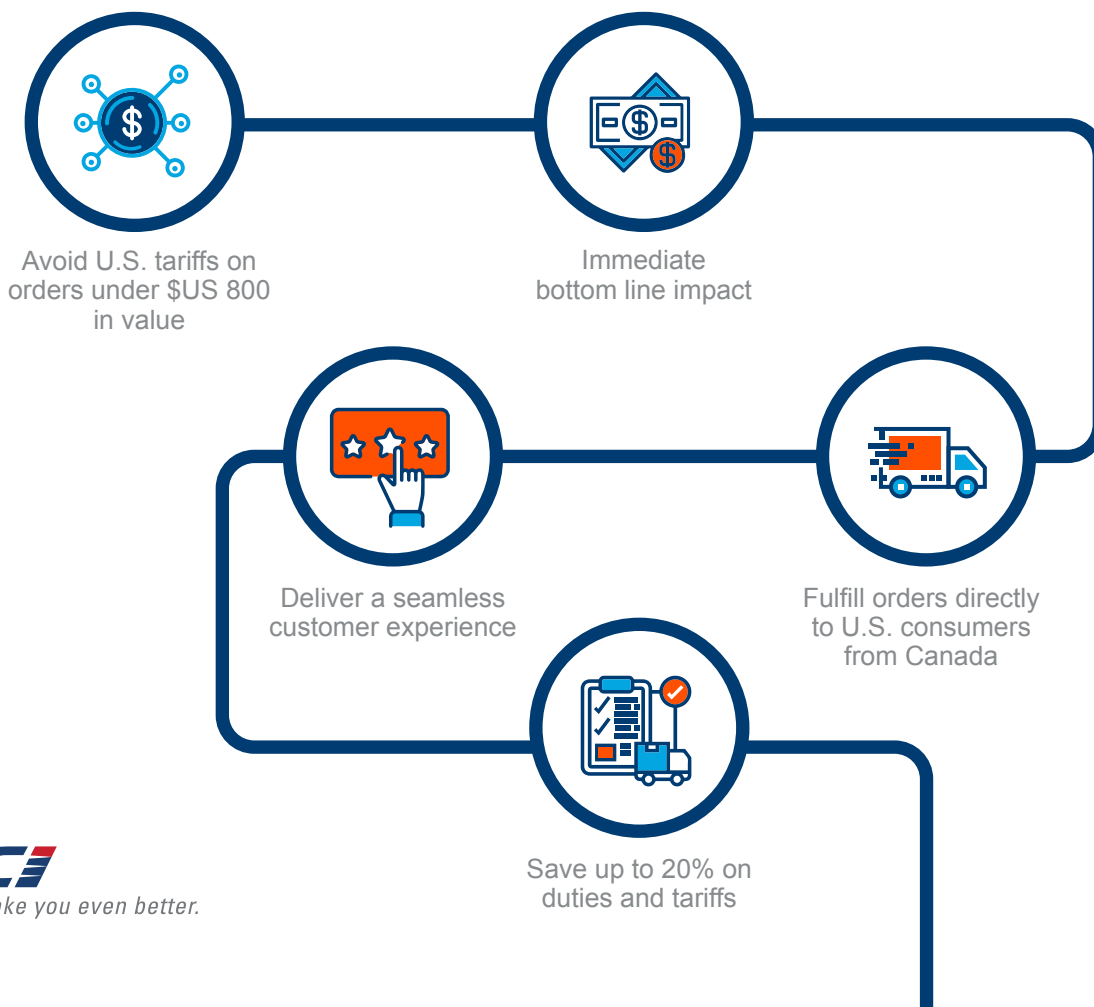 Avoid U.S. tariffs on
orders under $US 800
in value
Immediate
bottom line impact
Fulfill orders directly
to U.S. consumers
from Canada
Deliver a seamless
customer experience
Save up to 20% on
duties and tariffs
you even better.